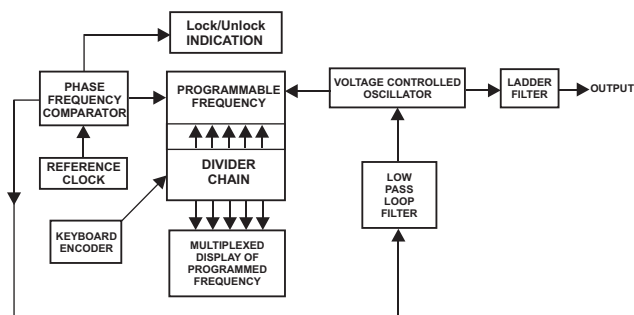 Lock/Unlock
INDICATION
PHASE
FREQUENCY
COMPARATOR
PROGRAMMABLE
FREQUENCY
VOLTAGE CONTROLLED
OSCILLATOR
LADDER
FILTER
OUTPUT
REFERENCE
CLOCK
DIVIDER
CHAIN
LOW
PASS
LOOP
FILTER
KEYBOARD
ENCODER
MULTIPLEXED
DISPLAY OF
PROGRAMMED
FREQUENCY